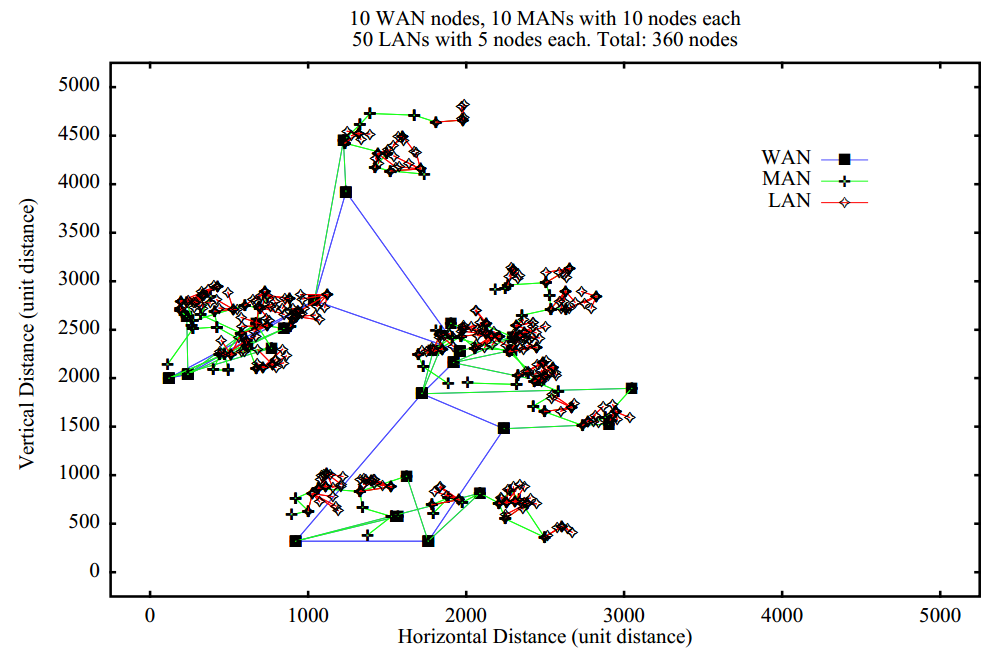 10 WAN nodes, 10 MANs with 10 nodes each
50 LANs with 5 nodes each. Total: 360 nodes
5000
4500
4000
3500
3000
2500
2000
1500
1000
500
0
Vertical Distance (unit distance)
WAN
MAN
LAN
0
1000
2000
3000
4000
5000
Horizontal Distance (unit distance)